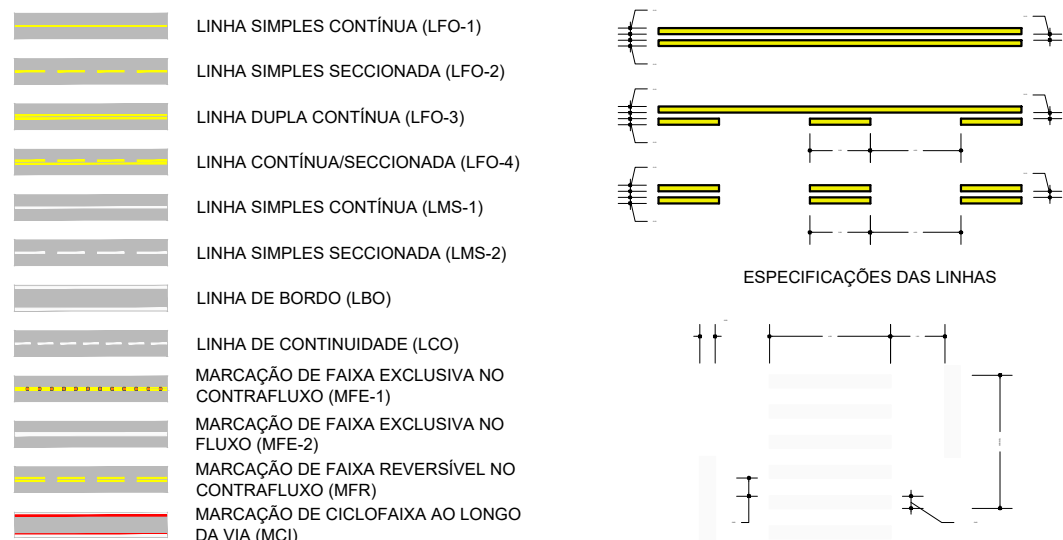 LINHA SIMPLES CONTÍNUA (LFO-1)
LINHA SIMPLES SECCIONADA (LFO-2)
LINHA DUPLA CONTÍNUA (LFO-3)
LINHA CONTÍNUA/SECCIONADA (LFO-4)
LINHA SIMPLES CONTÍNUA (LMS-1)
LINHA SIMPLES SECCIONADA (LMS-2)
LINHA DE BORDO (LBO)
LINHA DE CONTINUIDADE (LCO)
MARCAÇÃO DE FAIXA EXCLUSIVA NO
CONTRAFLUXO (MFE-1)
MARCAÇÃO DE FAIXA EXCLUSIVA NO
FLUXO (MFE-2)
MARCAÇÃO DE FAIXA REVERSÍVEL NO
CONTRAFLUXO (MFR)
MARCAÇÃO DE CICLOFAIXA AO LONGO
DA VIA (MCI)
ESPECIFICAÇÕES DAS LINHAS